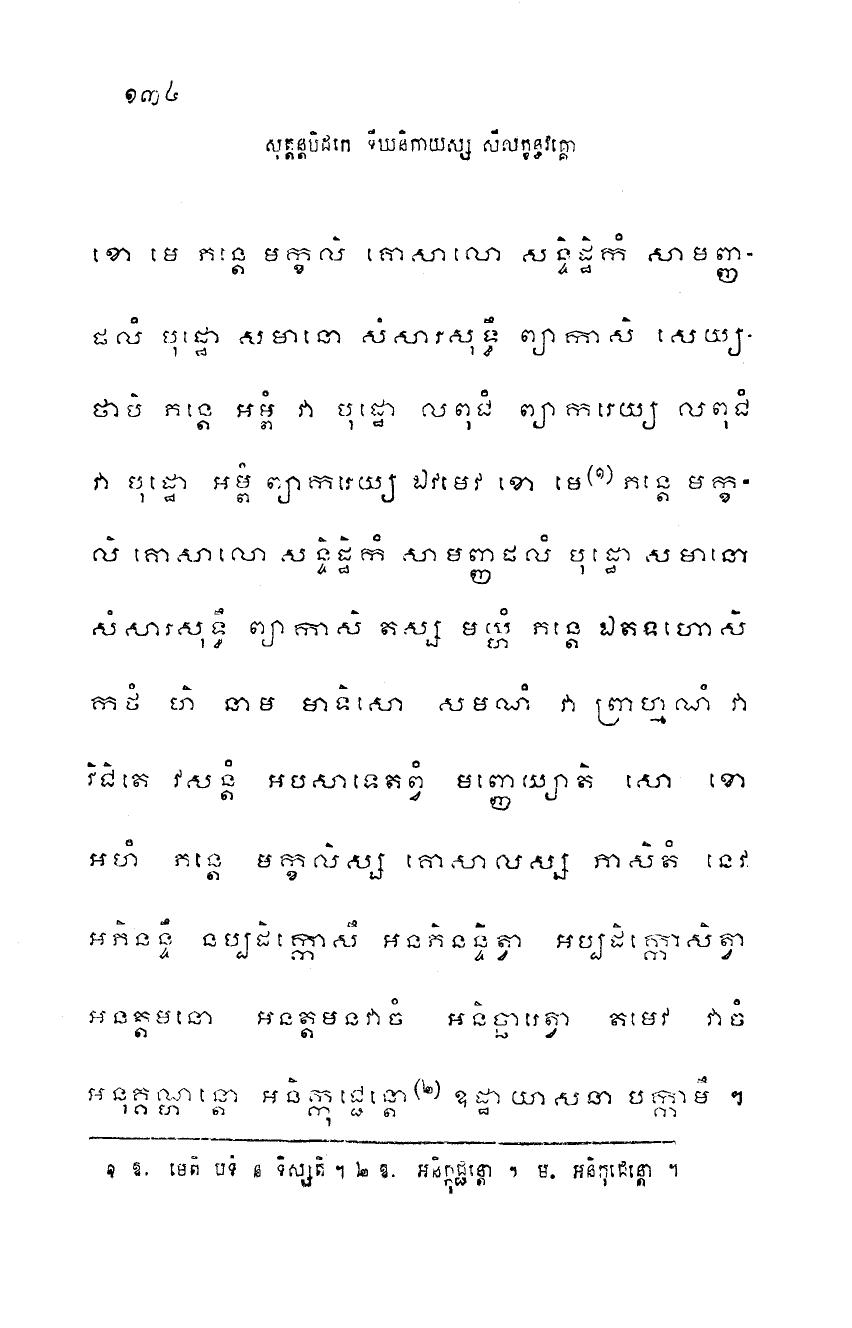 ១៣៤
សុត្តន្តបិដកេ ទីឃនិកាយស្ស សីលក្ខន្ធវគ្គោ
ខោ មេ ភន្តេ មក្ខលិ គោសាលោ សន្ទិដ្ឋិកំ សាមញ្ញ-
ផលំ បុដ្ឋោ សមានោ សំសារសុទ្ធឹ ព្យាកាសិ សេយ្យ-
ថាបិ ភន្តេ អម្ពំ វា បុដ្ឋោ លពុជំ ព្យាករេយ្យ លពុជំ
វា បុដ្ឋោ អម្ពំ ព្យាករេយ្យ ឯវមេវ ខោ មេ(១) ភន្តេ មក្ខ-
លិ គោសាលោ សន្ទិដ្ឋិកំ សាមញ្ញផលំ បុដ្ឋោ សមានោ
សំសារសុទ្ធឹ ព្យាកាសិ តស្ស មយ្ហំ ភន្តេ ឯតទហោសិ
កថំ ហិ នាម មាទិសោ សមណំ វា ព្រាហ្មណំ វា
វិជិតេ វសន្តំ អបសាទេតព្វំ មញ្ញេយ្យាតិ សោ ខោ
អហំ ភន្តេ មក្ខលិស្ស គោសាលស្ស ភាសិតំ នេវ
អភិនន្ទឹ នប្បដិក្កោសឹ អនភិនន្ទិត្វា អប្បដិក្កោសិត្វា
អនត្តមនោ អនត្តមនវាចំ អនិច្ឆារេត្វា តមេវ វាចំ
អនុគ្គណ្ហន្តោ អនិក្កុជ្ជេន្តោ(២) ឧដ្ឋាយាសនា បក្កាមឹ ។
១ ឱ. មេតិ បទំ ន ទិស្សតិ ។ ២ ឱ. អនិក្កុជ្ជន្តោ ។ ម. អនិកុជេន្តោ ។